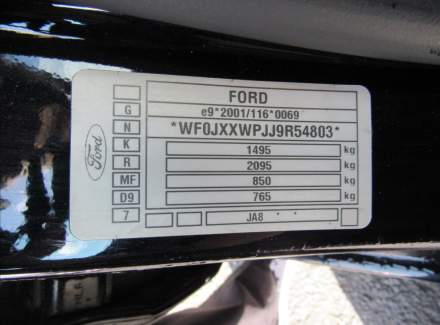 FORD
G e9*2001/116*0069
N *WF0JXXWPJJ9R54803*
K 1495 kg
R 2095 kg
MF 850 kg
D9 765 kg
7 JA8
Ford